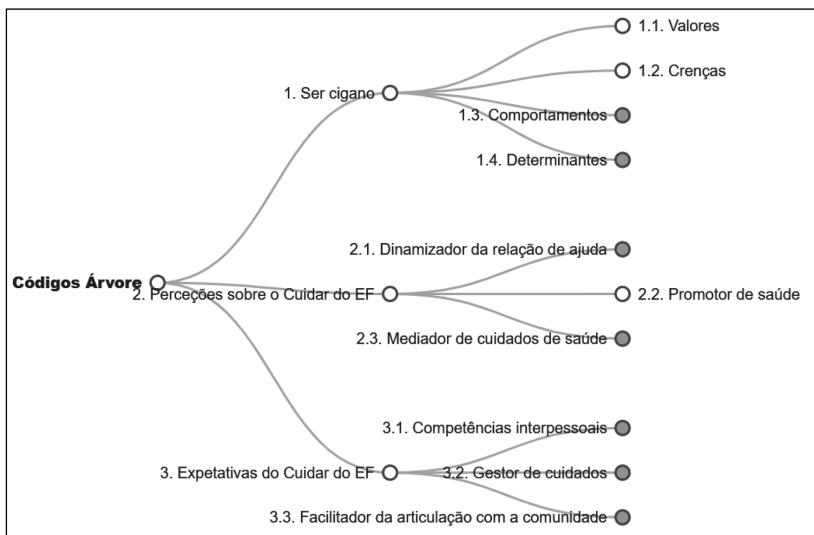 1.1. Valores
1.2. Crenças
1. Ser cigano
1.3. Comportamentos
1.4. Determinantes
2.1. Dinamizador da relação de ajuda
Códigos Árvore
2. Perceções sobre o Cuidar do EF
2.2. Promotor de saúde
2.3. Mediador de cuidados de saúde
3.1. Competências interpessoais
3. Expetativas do Cuidar do EF
3.2. Gestor de cuidados
3.3. Facilitador da articulação com a comunidade